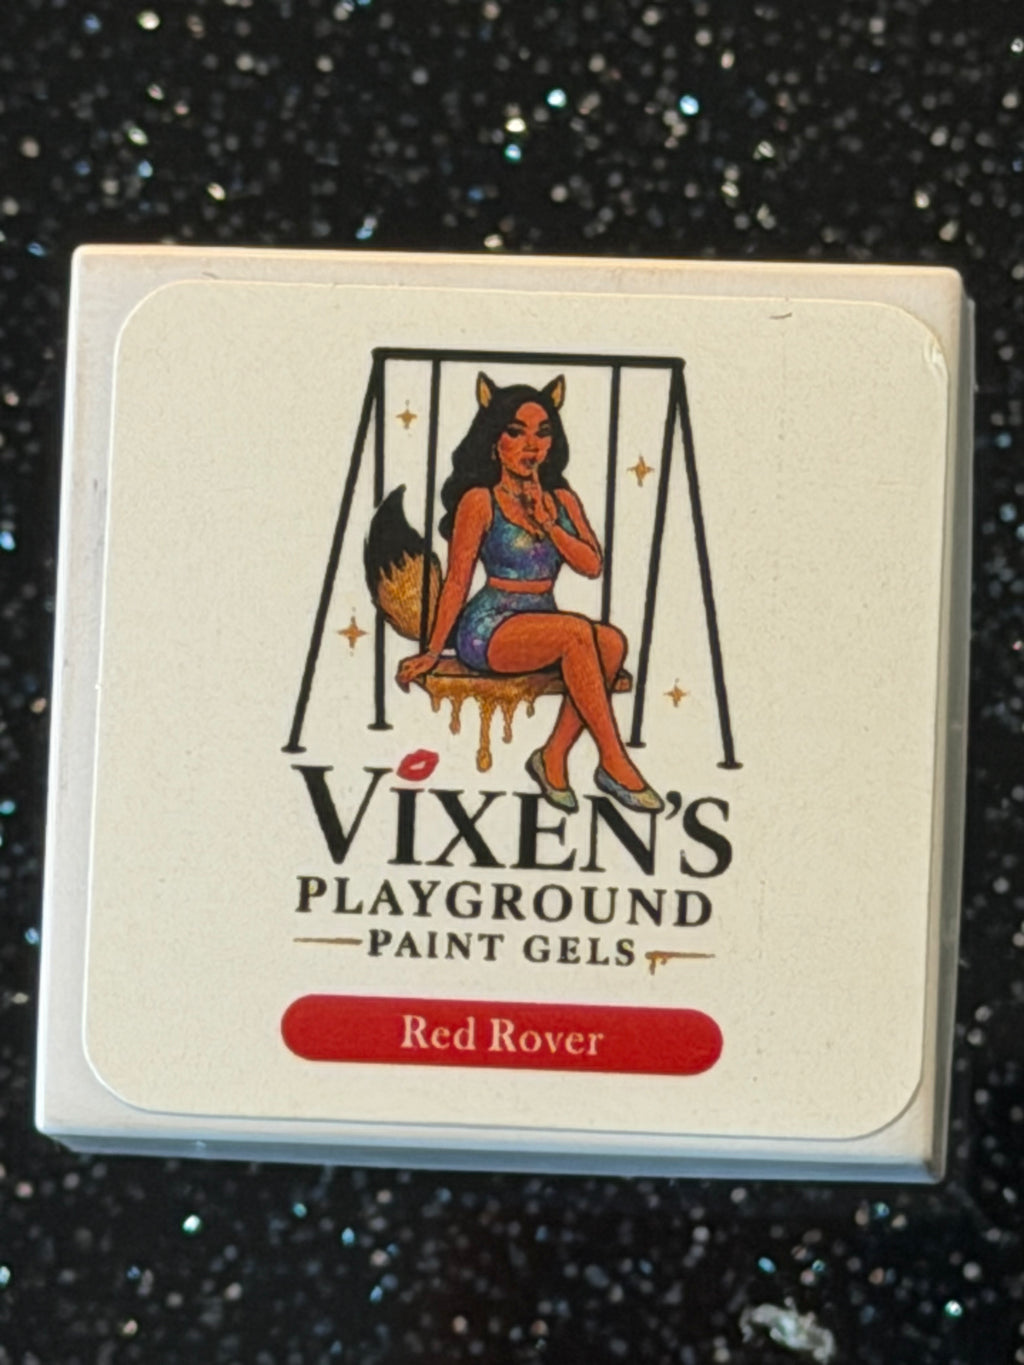 ViXEN'S
PLAYGROUND
PAINT GELS
Red Rover